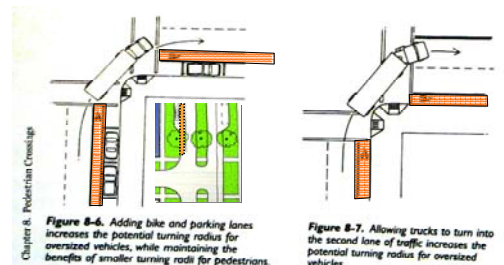 Chapter 8. Pedestrian Crossings
Figure 8-6. Adding bike and parking lanes
increases the potential turning radius for
oversized vehicles, while maintaining the
benefits of smaller turning radii for pedestrians.
Figure 8-7. Allowing trucks to turn into
the second lane of traffic increases the
potential turning radius for oversized
vehicles.